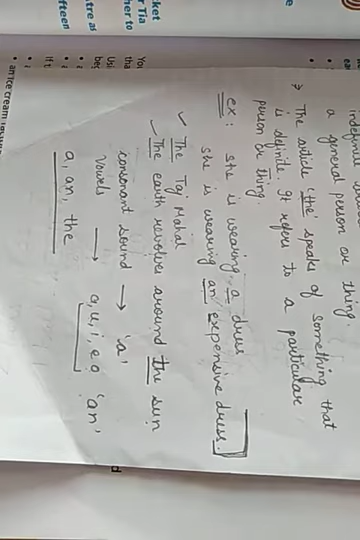 a general person or thing.
→ The article 'the' speaks of something that
is definite. It refers to a particular
person or thing.
ex: she is wearing a dress
she is wearing an expensive dress.
✓ The Taj Mahal
✓ The earth revolves around the sun
consonant sound → 'a'
Vowels → a, u, i, e o 'an'
a, an, the